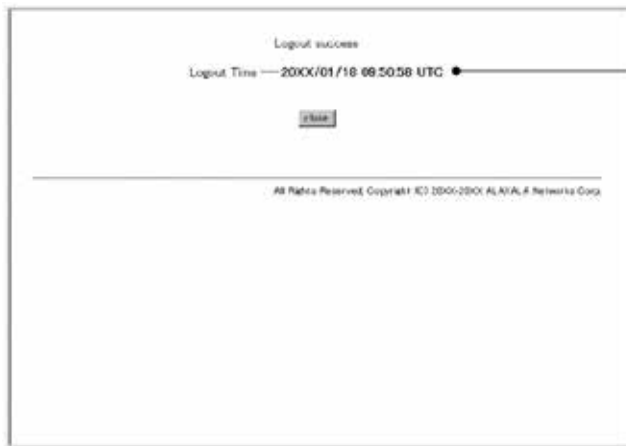 Logout success
Logout Time — 20XX/01/18 09:50:58 UTC
close
All Rights Reserved, Copyright (C) 20XX-20XX ALAXALA Networks Corp.